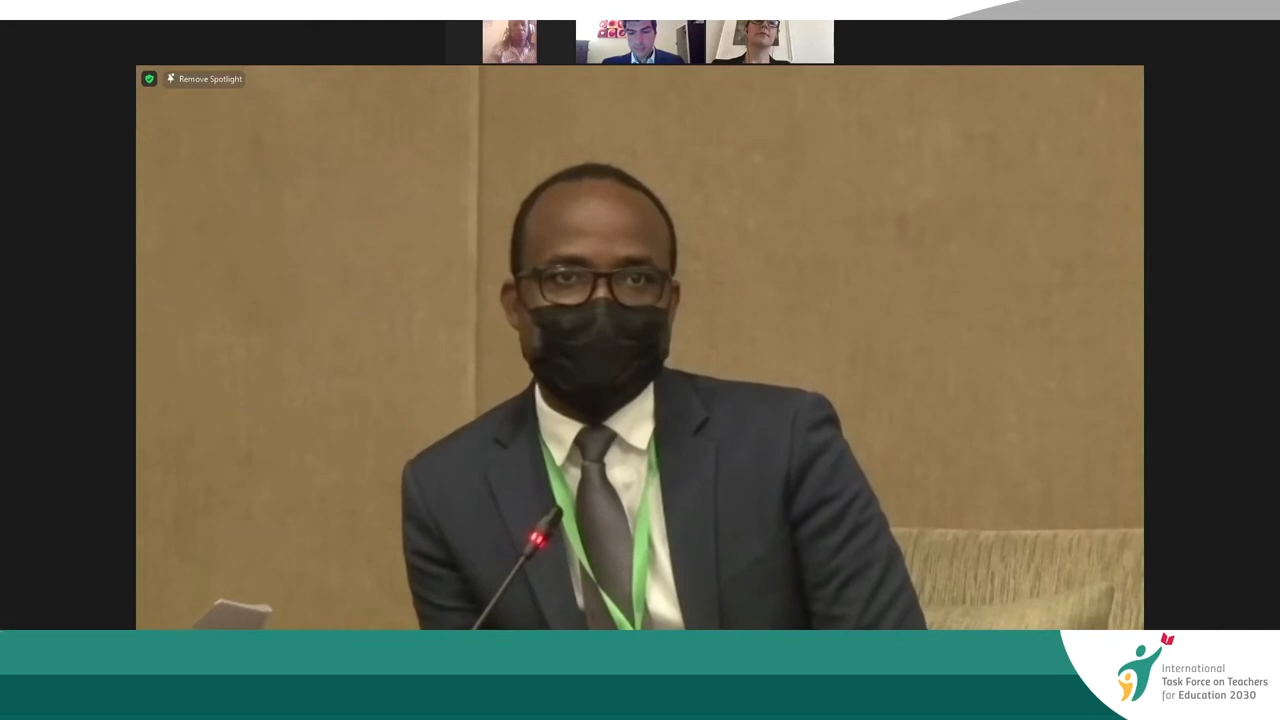 Remove Spotlight
International
Task Force on Teachers
for Education 2030